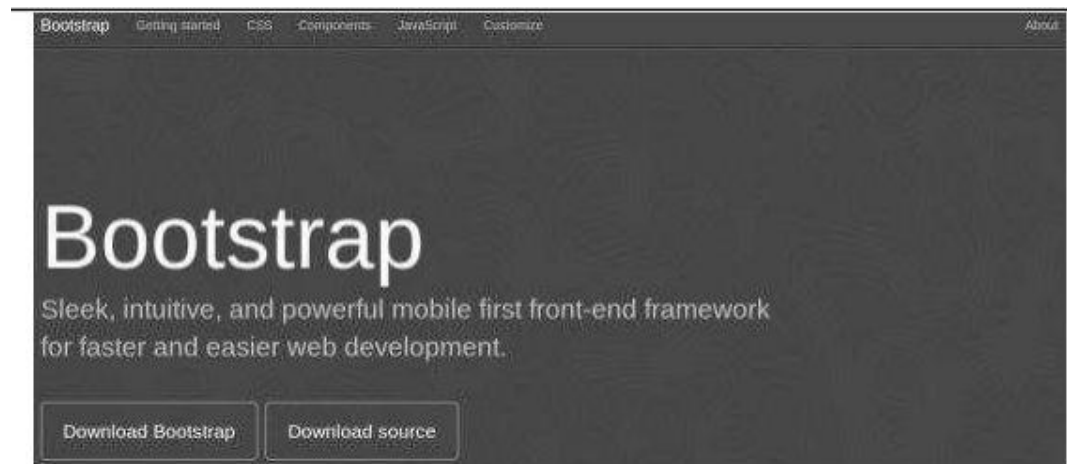 Bootstrap Getting started CSS Components JavaScript Customize About
Bootstrap
Sleek, intuitive, and powerful mobile first front-end framework
for faster and easier web development.
Download Bootstrap Download source